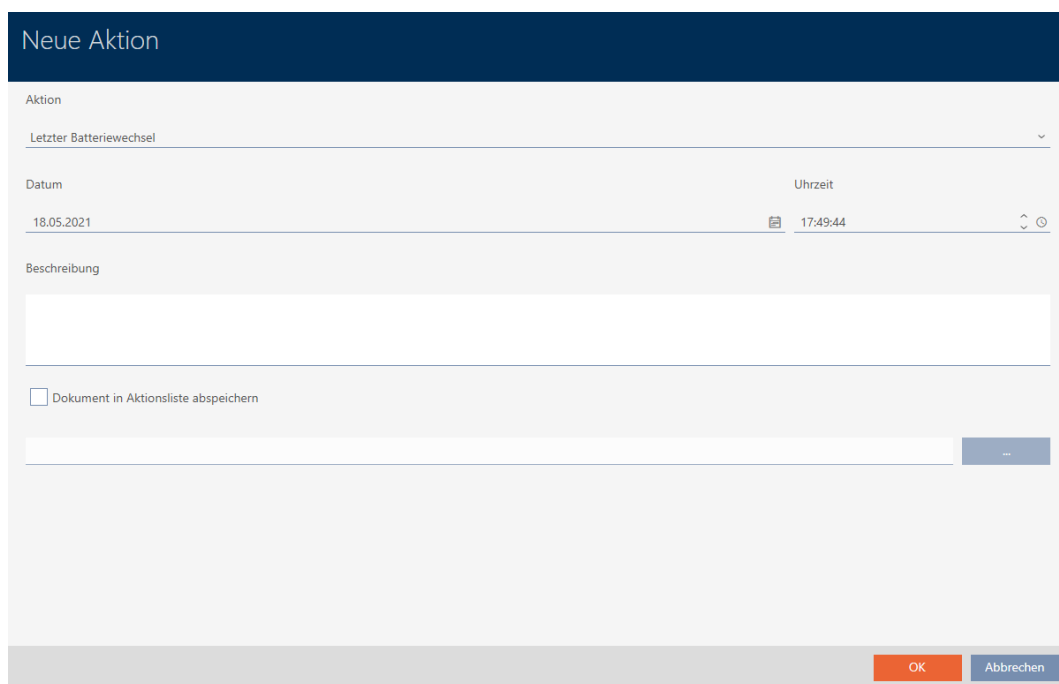 Neue Aktion
Aktion
Letzter Batteriewechsel
Datum
Uhrzeit
18.05.2021
17:49:44
Beschreibung
Dokument in Aktionsliste abspeichern
...
OK
Abbrechen